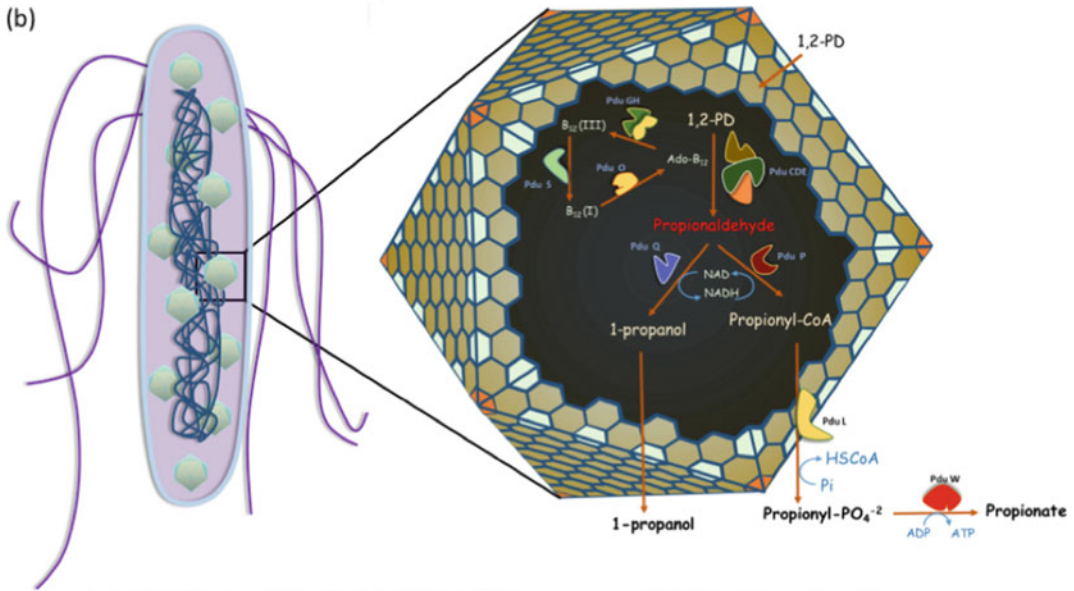 (b)
1,2-PD
Pdu GH
B₁₂(III)
1,2-PD
Ado-B₁₂
Pdu S
Pdu O
Pdu CDE
B₁₂(I)
Propionaldehyde
Pdu Q
Pdu P
NAD
NADH
1-propanol
Propionyl-CoA
Pdu L
HSCoA
Pi
Pdu W
1-propanol
Propionyl-PO₄⁻²
Propionate
ADP
ATP